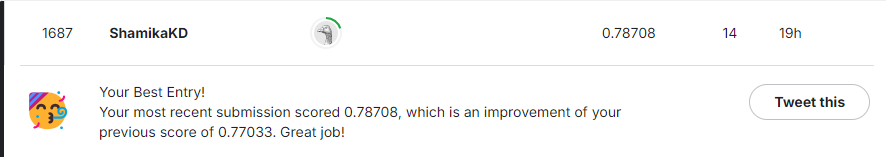 1687 ShamikaKD 0.78708 14 19h
Your Best Entry!
Your most recent submission scored 0.78708, which is an improvement of your
previous score of 0.77033. Great job!
Tweet this